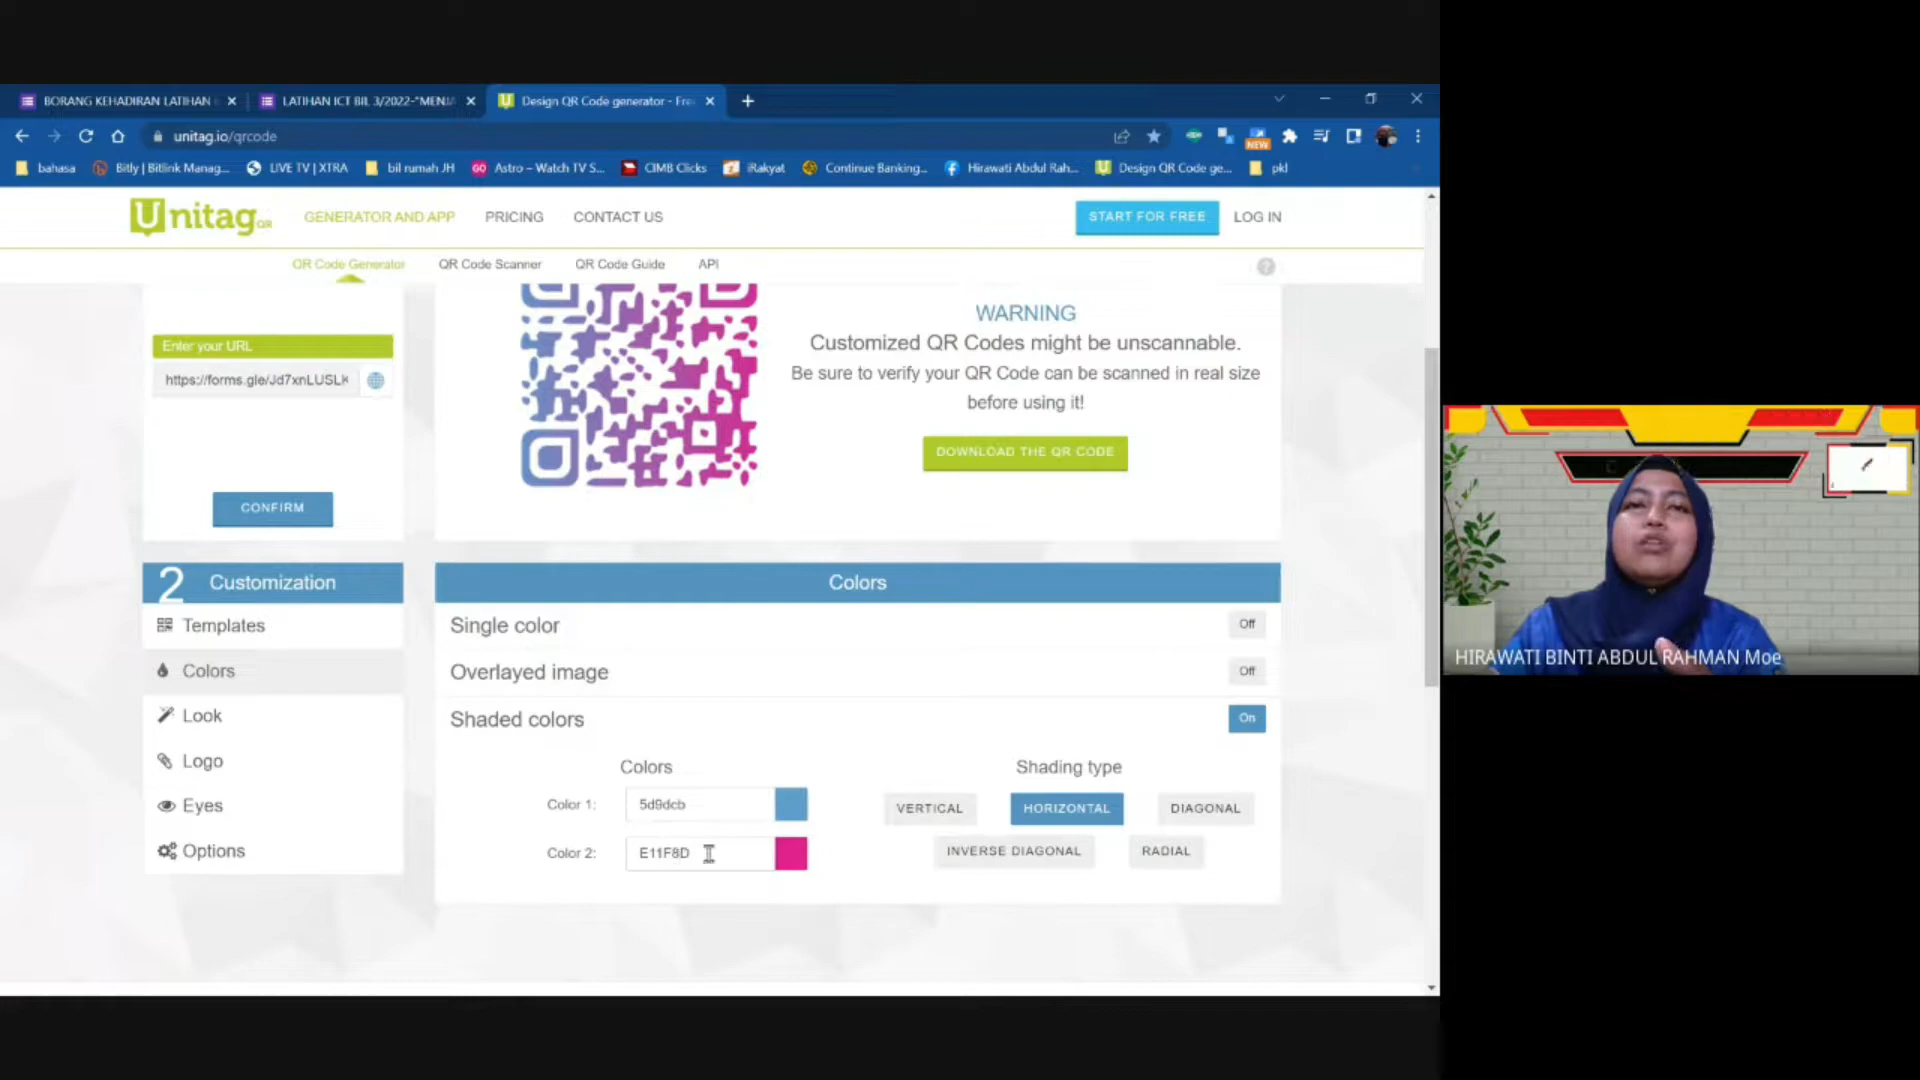 BORANG KEHADIRAN LATIHAN
LATIHAN ICT BIL 3/2022-"MENJA
Design QR Code generator - Fre
unitag.io/qrcode
NEW
bahasa
Bitly | Bitlink Manag...
LIVE TV | XTRA
bil rumah JH
GO
Astro – Watch TV S...
CIMB Clicks
iRakyat
Continue Banking...
Hirawati Abdul Rah...
Design QR Code ge...
pkl
Unitag QR
GENERATOR AND APP
PRICING
CONTACT US
START FOR FREE
LOG IN
QR Code Generator
QR Code Scanner
QR Code Guide
API
?
Enter your URL
https://forms.gle/Jd7xnLUSLK
CONFIRM
WARNING
Customized QR Codes might be unscannable.
Be sure to verify your QR Code can be scanned in real size
before using it!
DOWNLOAD THE QR CODE
2 Customization
Templates
Colors
Look
Logo
Eyes
Options
Colors
Single color
Off
Overlayed image
Off
Shaded colors
On
Colors
Color 1:
5d9dcb
Color 2:
E11F8D
Shading type
VERTICAL
HORIZONTAL
DIAGONAL
INVERSE DIAGONAL
RADIAL
HIRAWATI BINTI ABDUL RAHMAN Moe